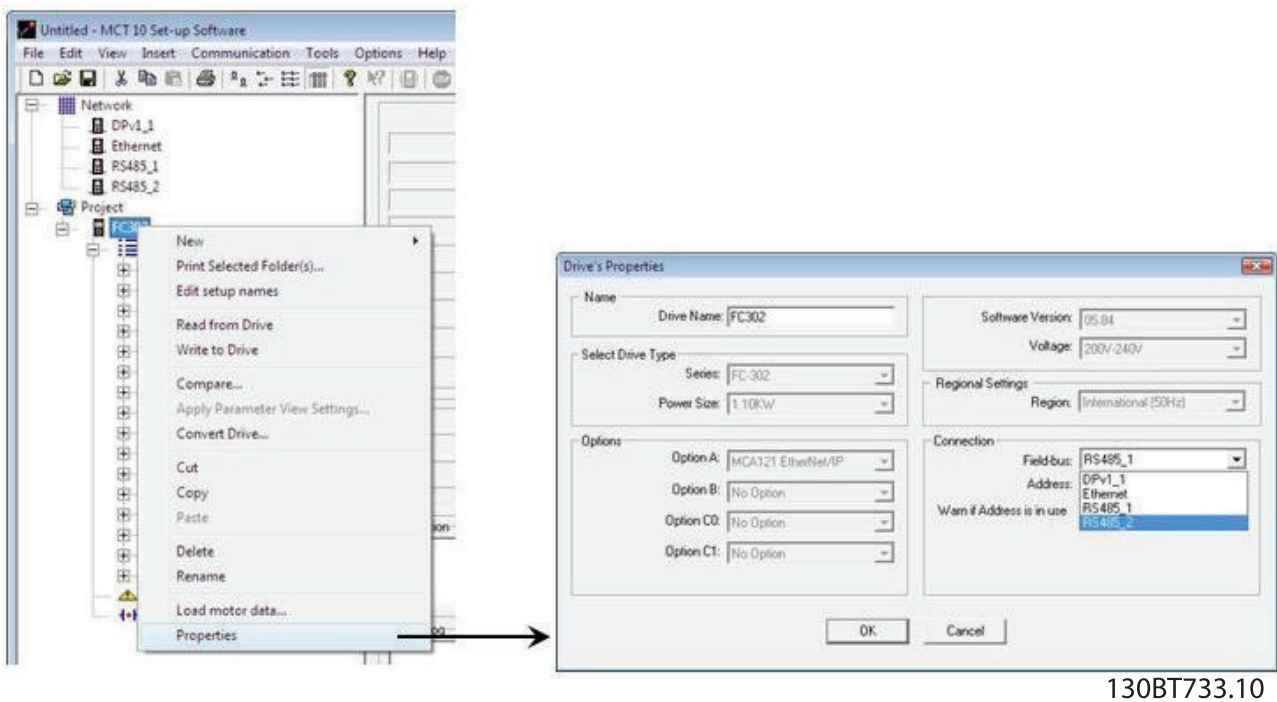 Untitled - MCT 10 Set-up Software
File Edit View Insert Communication Tools Options Help
Network
DPv1_1
Ethernet
RS485_1
RS485_2
Project
FC302
New
Print Selected Folder(s)...
Edit setup names
Read from Drive
Write to Drive
Compare...
Apply Parameter View Settings...
Convert Drive...
Cut
Copy
Paste
Delete
Rename
Load motor data...
Properties
ion
Drive's Properties
Name
Drive Name: FC302
Select Drive Type
Series: FC-302
Power Size: 1.10KW
Options
Option A: MCA121 EtherNet/IP
Option B: No Option
Option C0: No Option
Option C1: No Option
Software Version: 05.84
Voltage: 200V-240V
Regional Settings
Region: International (50Hz)
Connection
Field-bus: RS485_1
Address:
DPv1_1
Ethernet
Warn if Address is in use
RS485_1
RS485_2
OK Cancel
130BT733.10